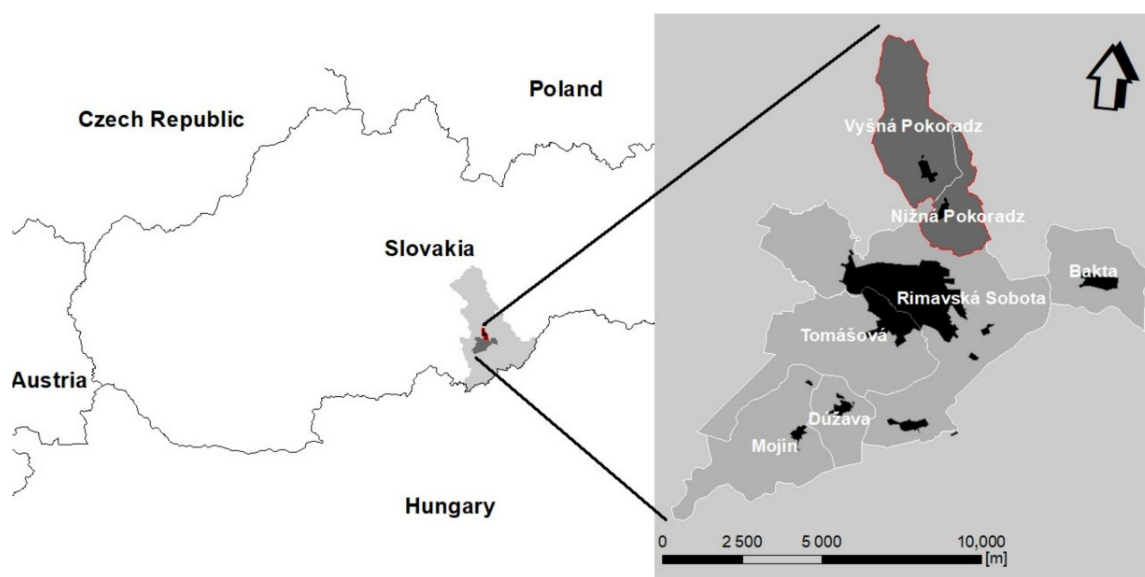 Czech Republic
Poland
Slovakia
Austria
Hungary
Vyšná Pokoradz
Nižná Pokoradz
Bakta
Rimavská Sobota
Tomášová
Dužava
Mojín
0 2 500 5 000 10,000
[m]